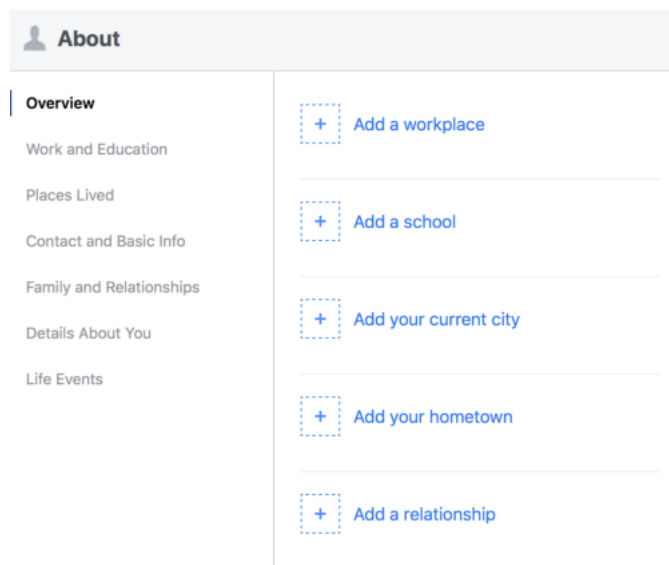 About
Overview
Work and Education
Places Lived
Contact and Basic Info
Family and Relationships
Details About You
Life Events
+ Add a workplace
+ Add a school
+ Add your current city
+ Add your hometown
+ Add a relationship